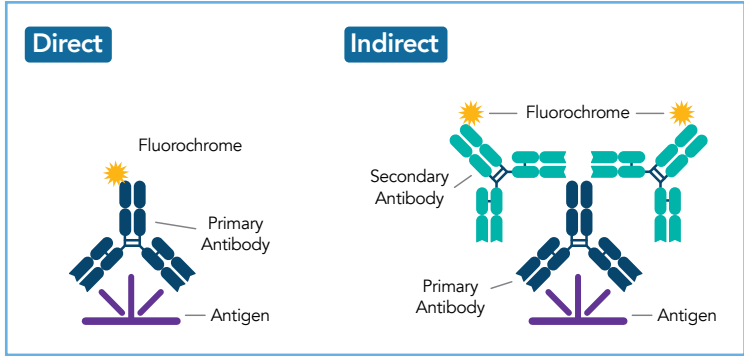 Direct
Fluorochrome
Primary
Antibody
Antigen
Indirect
Fluorochrome
Secondary
Antibody
Primary
Antibody
Antigen